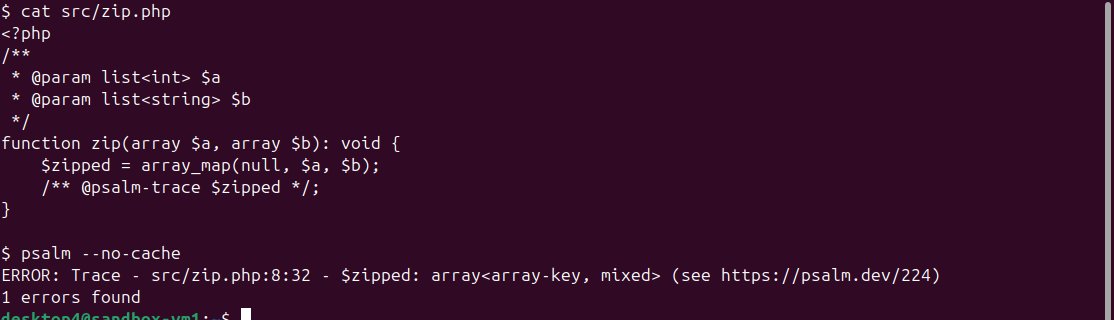 $ cat src/zip.php
<?php
/**
 * @param list<int> $a
 * @param list<string> $b
 */
function zip(array $a, array $b): void {
    $zipped = array_map(null, $a, $b);
    /** @psalm-trace $zipped */;
}

$ psalm --no-cache
ERROR: Trace - src/zip.php:8:32 - $zipped: array<array-key, mixed> (see https://psalm.dev/224)
1 errors found
desktop4@sandbox-vm1:~$